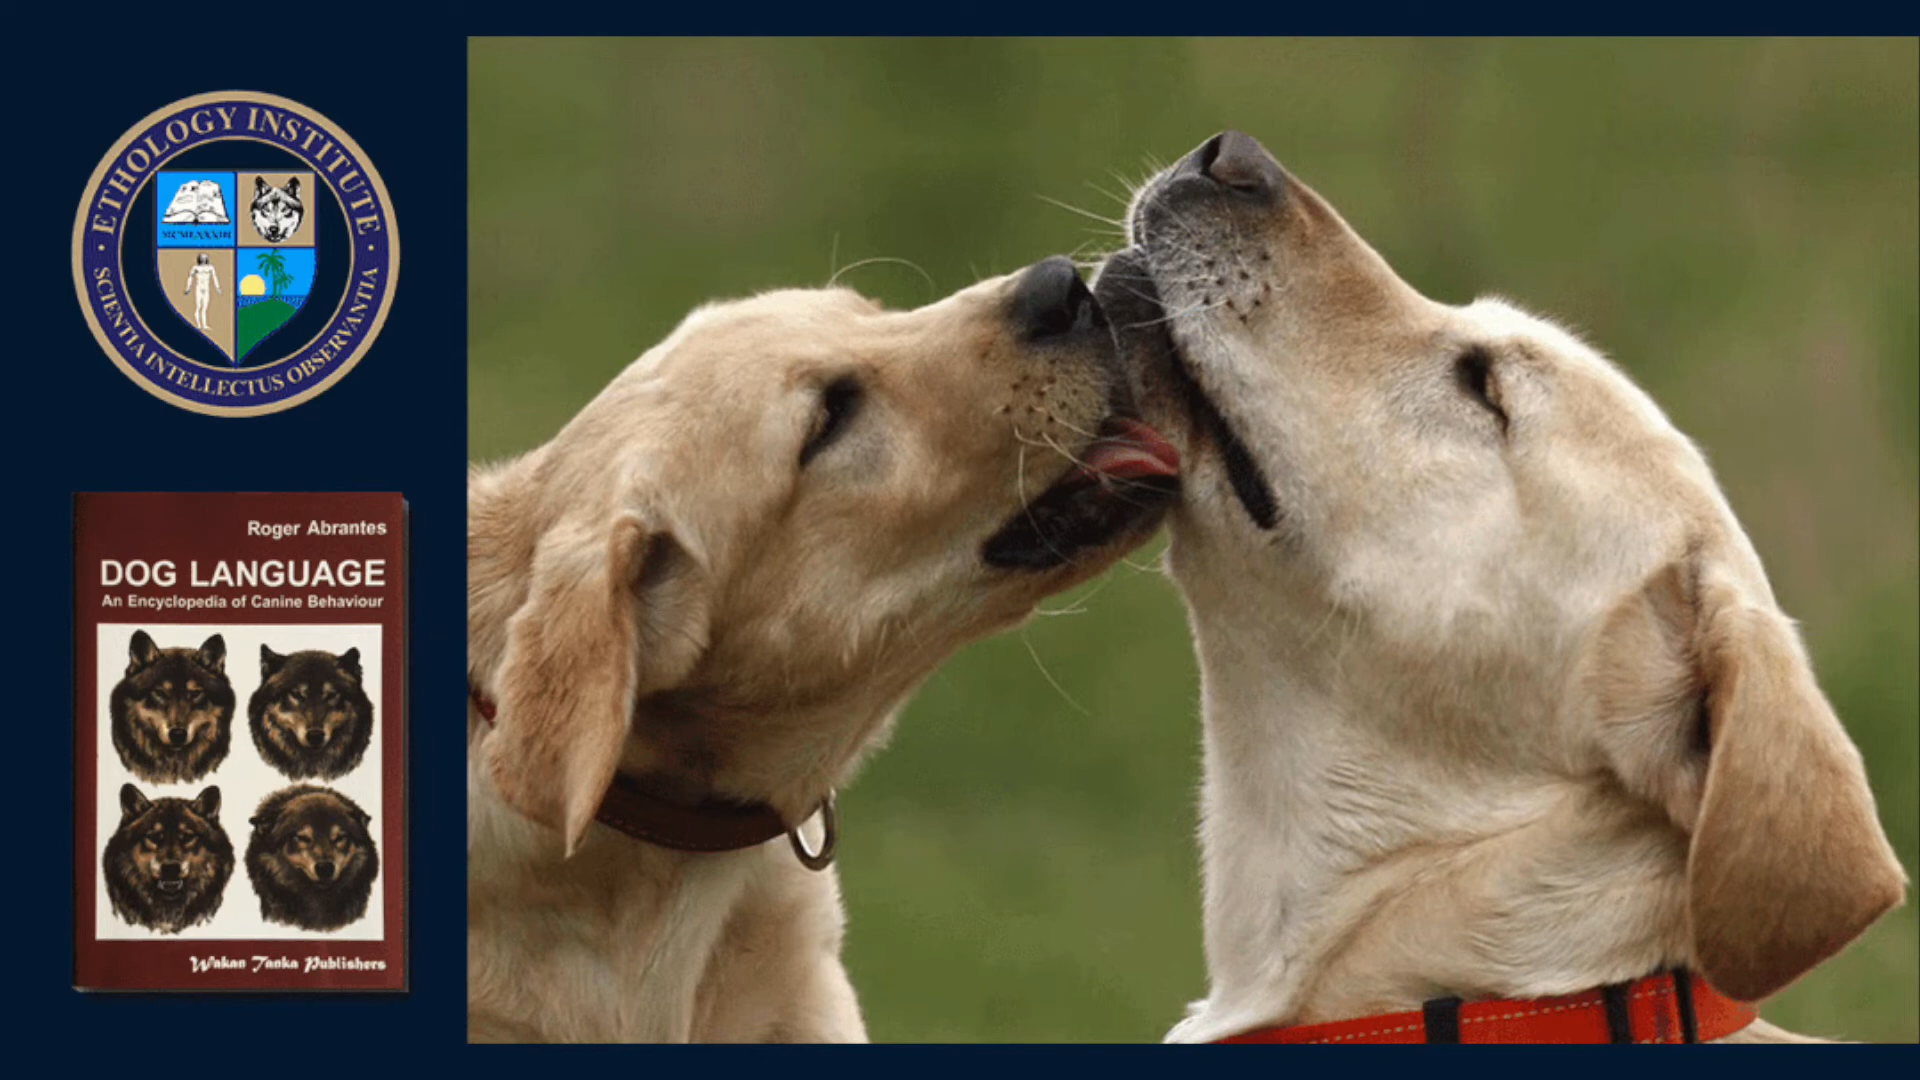 ETHOLOGY INSTITUTE
SCIENTIA INTELLECTUS OBSERVANTIA
Roger Abrantes
DOG LANGUAGE
An Encyclopedia of Canine Behaviour
Wakan Tanka Publishers